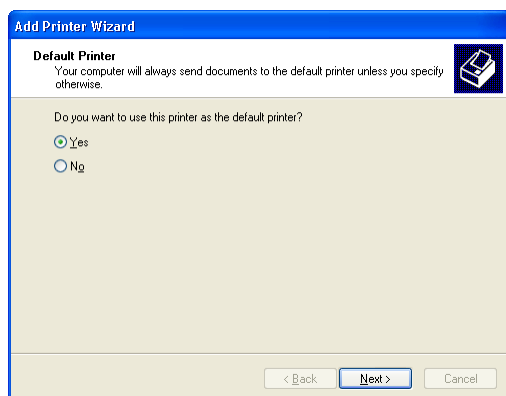 Add Printer Wizard
Default Printer
Your computer will always send documents to the default printer unless you specify
otherwise.
Do you want to use this printer as the default printer?
Yes
No
< Back Next > Cancel